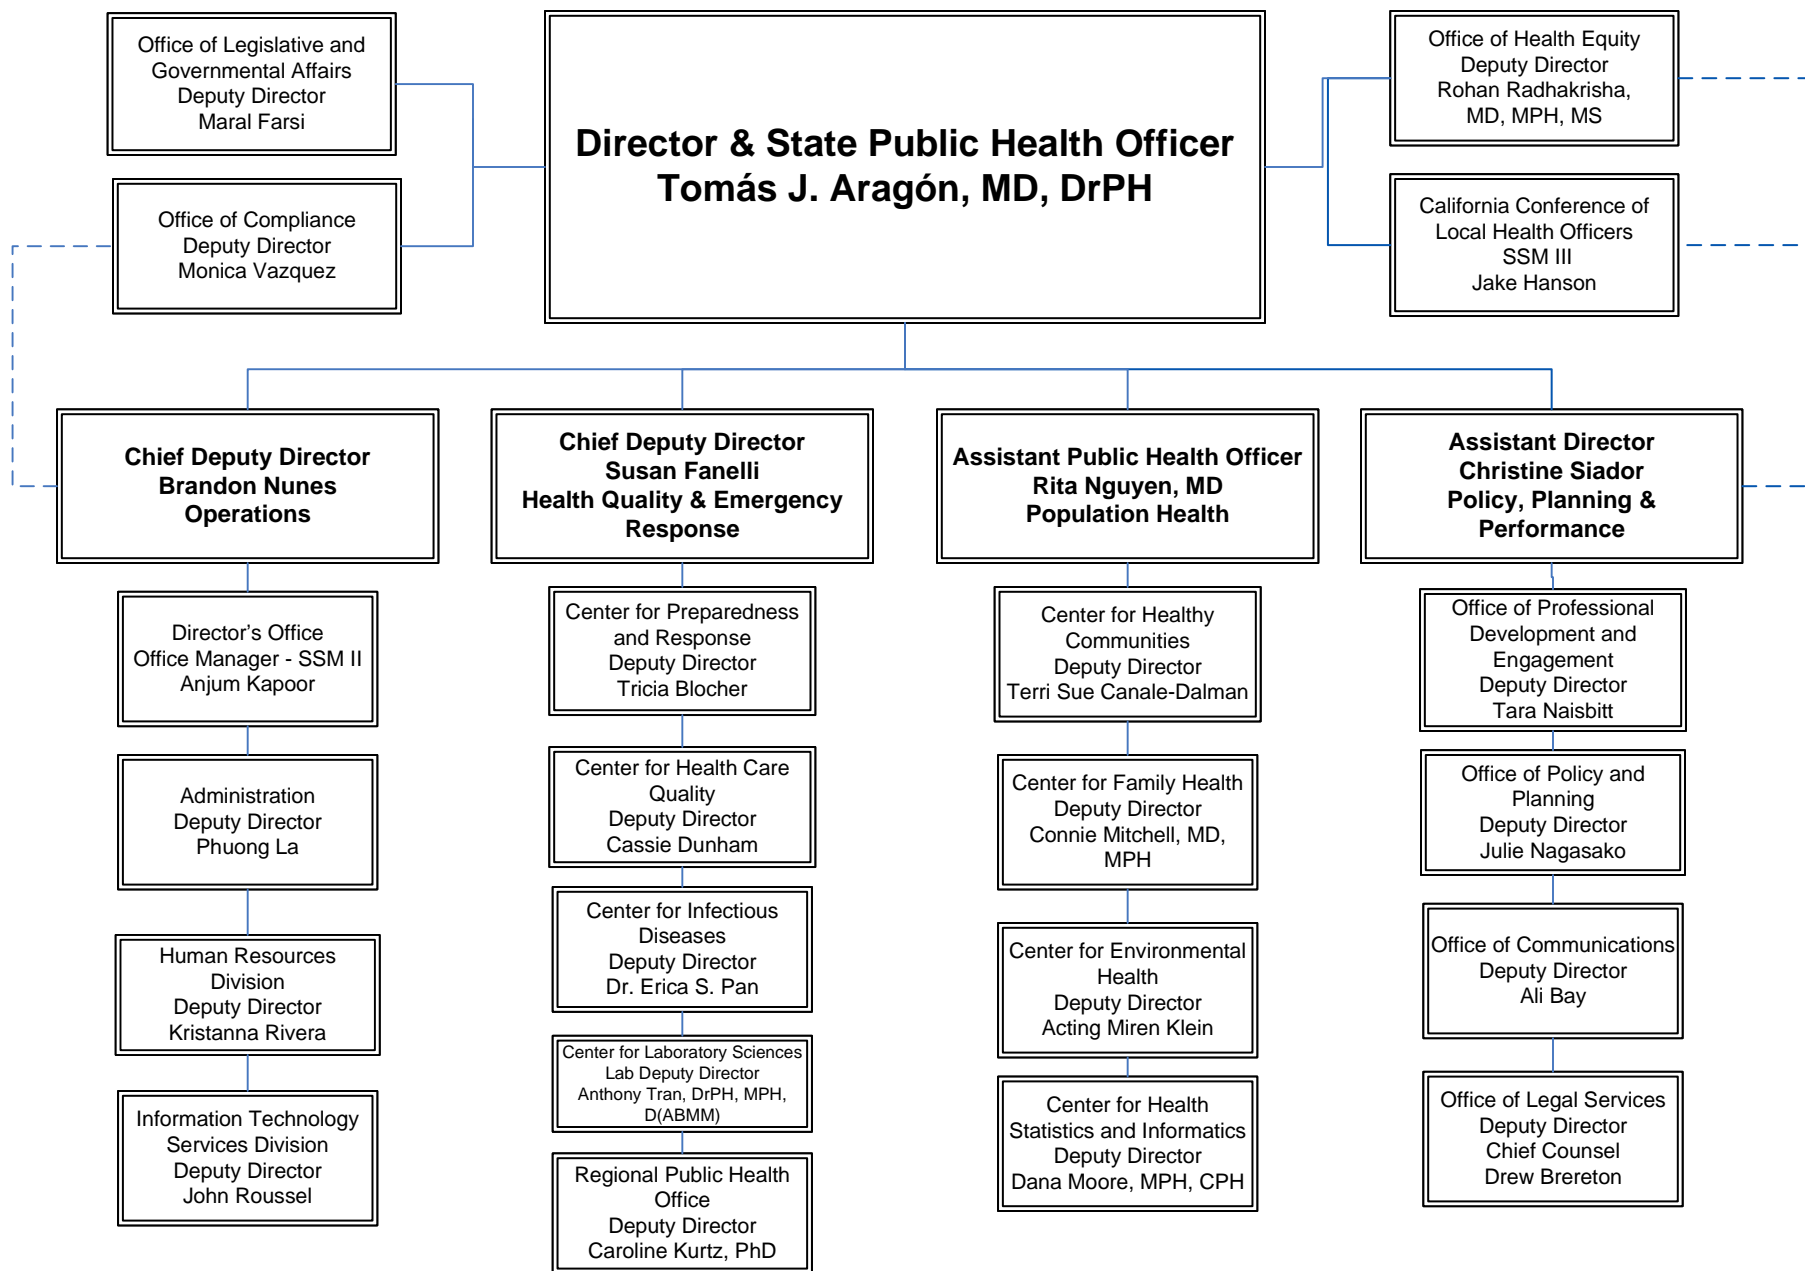 Office of Legislative and
Governmental Affairs
Deputy Director
Maral Farsi
Office of Compliance
Deputy Director
Monica Vazquez
Director & State Public Health Officer
Tomás J. Aragón, MD, DrPH
Office of Health Equity
Deputy Director
Rohan Radhakrisha,
MD, MPH, MS
California Conference of
Local Health Officers
SSM III
Jake Hanson
Chief Deputy Director
Brandon Nunes
Operations
Director’s Office
Office Manager - SSM II
Anjum Kapoor
Administration
Deputy Director
Phuong La
Human Resources
Division
Deputy Director
Kristanna Rivera
Information Technology
Services Division
Deputy Director
John Roussel
Chief Deputy Director
Susan Fanelli
Health Quality & Emergency
Response
Center for Preparedness
and Response
Deputy Director
Tricia Blocher
Center for Health Care
Quality
Deputy Director
Cassie Dunham
Center for Infectious
Diseases
Deputy Director
Dr. Erica S. Pan
Center for Laboratory Sciences
Lab Deputy Director
Anthony Tran, DrPH, MPH,
D(ABMM)
Regional Public Health
Office
Deputy Director
Caroline Kurtz, PhD
Assistant Public Health Officer
Rita Nguyen, MD
Population Health
Center for Healthy
Communities
Deputy Director
Terri Sue Canale-Dalman
Center for Family Health
Deputy Director
Connie Mitchell, MD,
MPH
Center for Environmental
Health
Deputy Director
Acting Miren Klein
Center for Health
Statistics and Informatics
Deputy Director
Dana Moore, MPH, CPH
Assistant Director
Christine Siador
Policy, Planning &
Performance
Office of Professional
Development and
Engagement
Deputy Director
Tara Naisbitt
Office of Policy and
Planning
Deputy Director
Julie Nagasako
Office of Communications
Deputy Director
Ali Bay
Office of Legal Services
Deputy Director
Chief Counsel
Drew Brereton